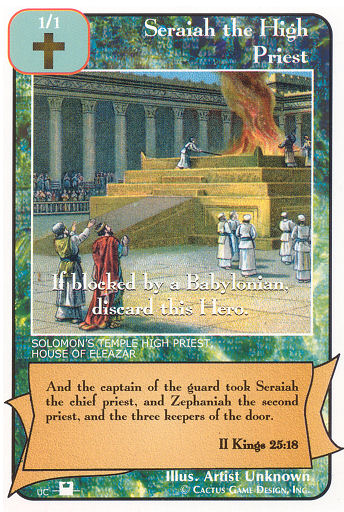 1/1
Seraiah the High
Priest
If blocked by a Babylonian,
discard this Hero.
SOLOMON'S TEMPLE HIGH PRIEST
HOUSE OF ELEAZAR
And the captain of the guard took Seraiah
the chief priest, and Zephaniah the second
priest, and the three keepers of the door.
II Kings 25:18
Illus. Artist Unknown
UC
© CACTUS GAME DESIGN, INC.